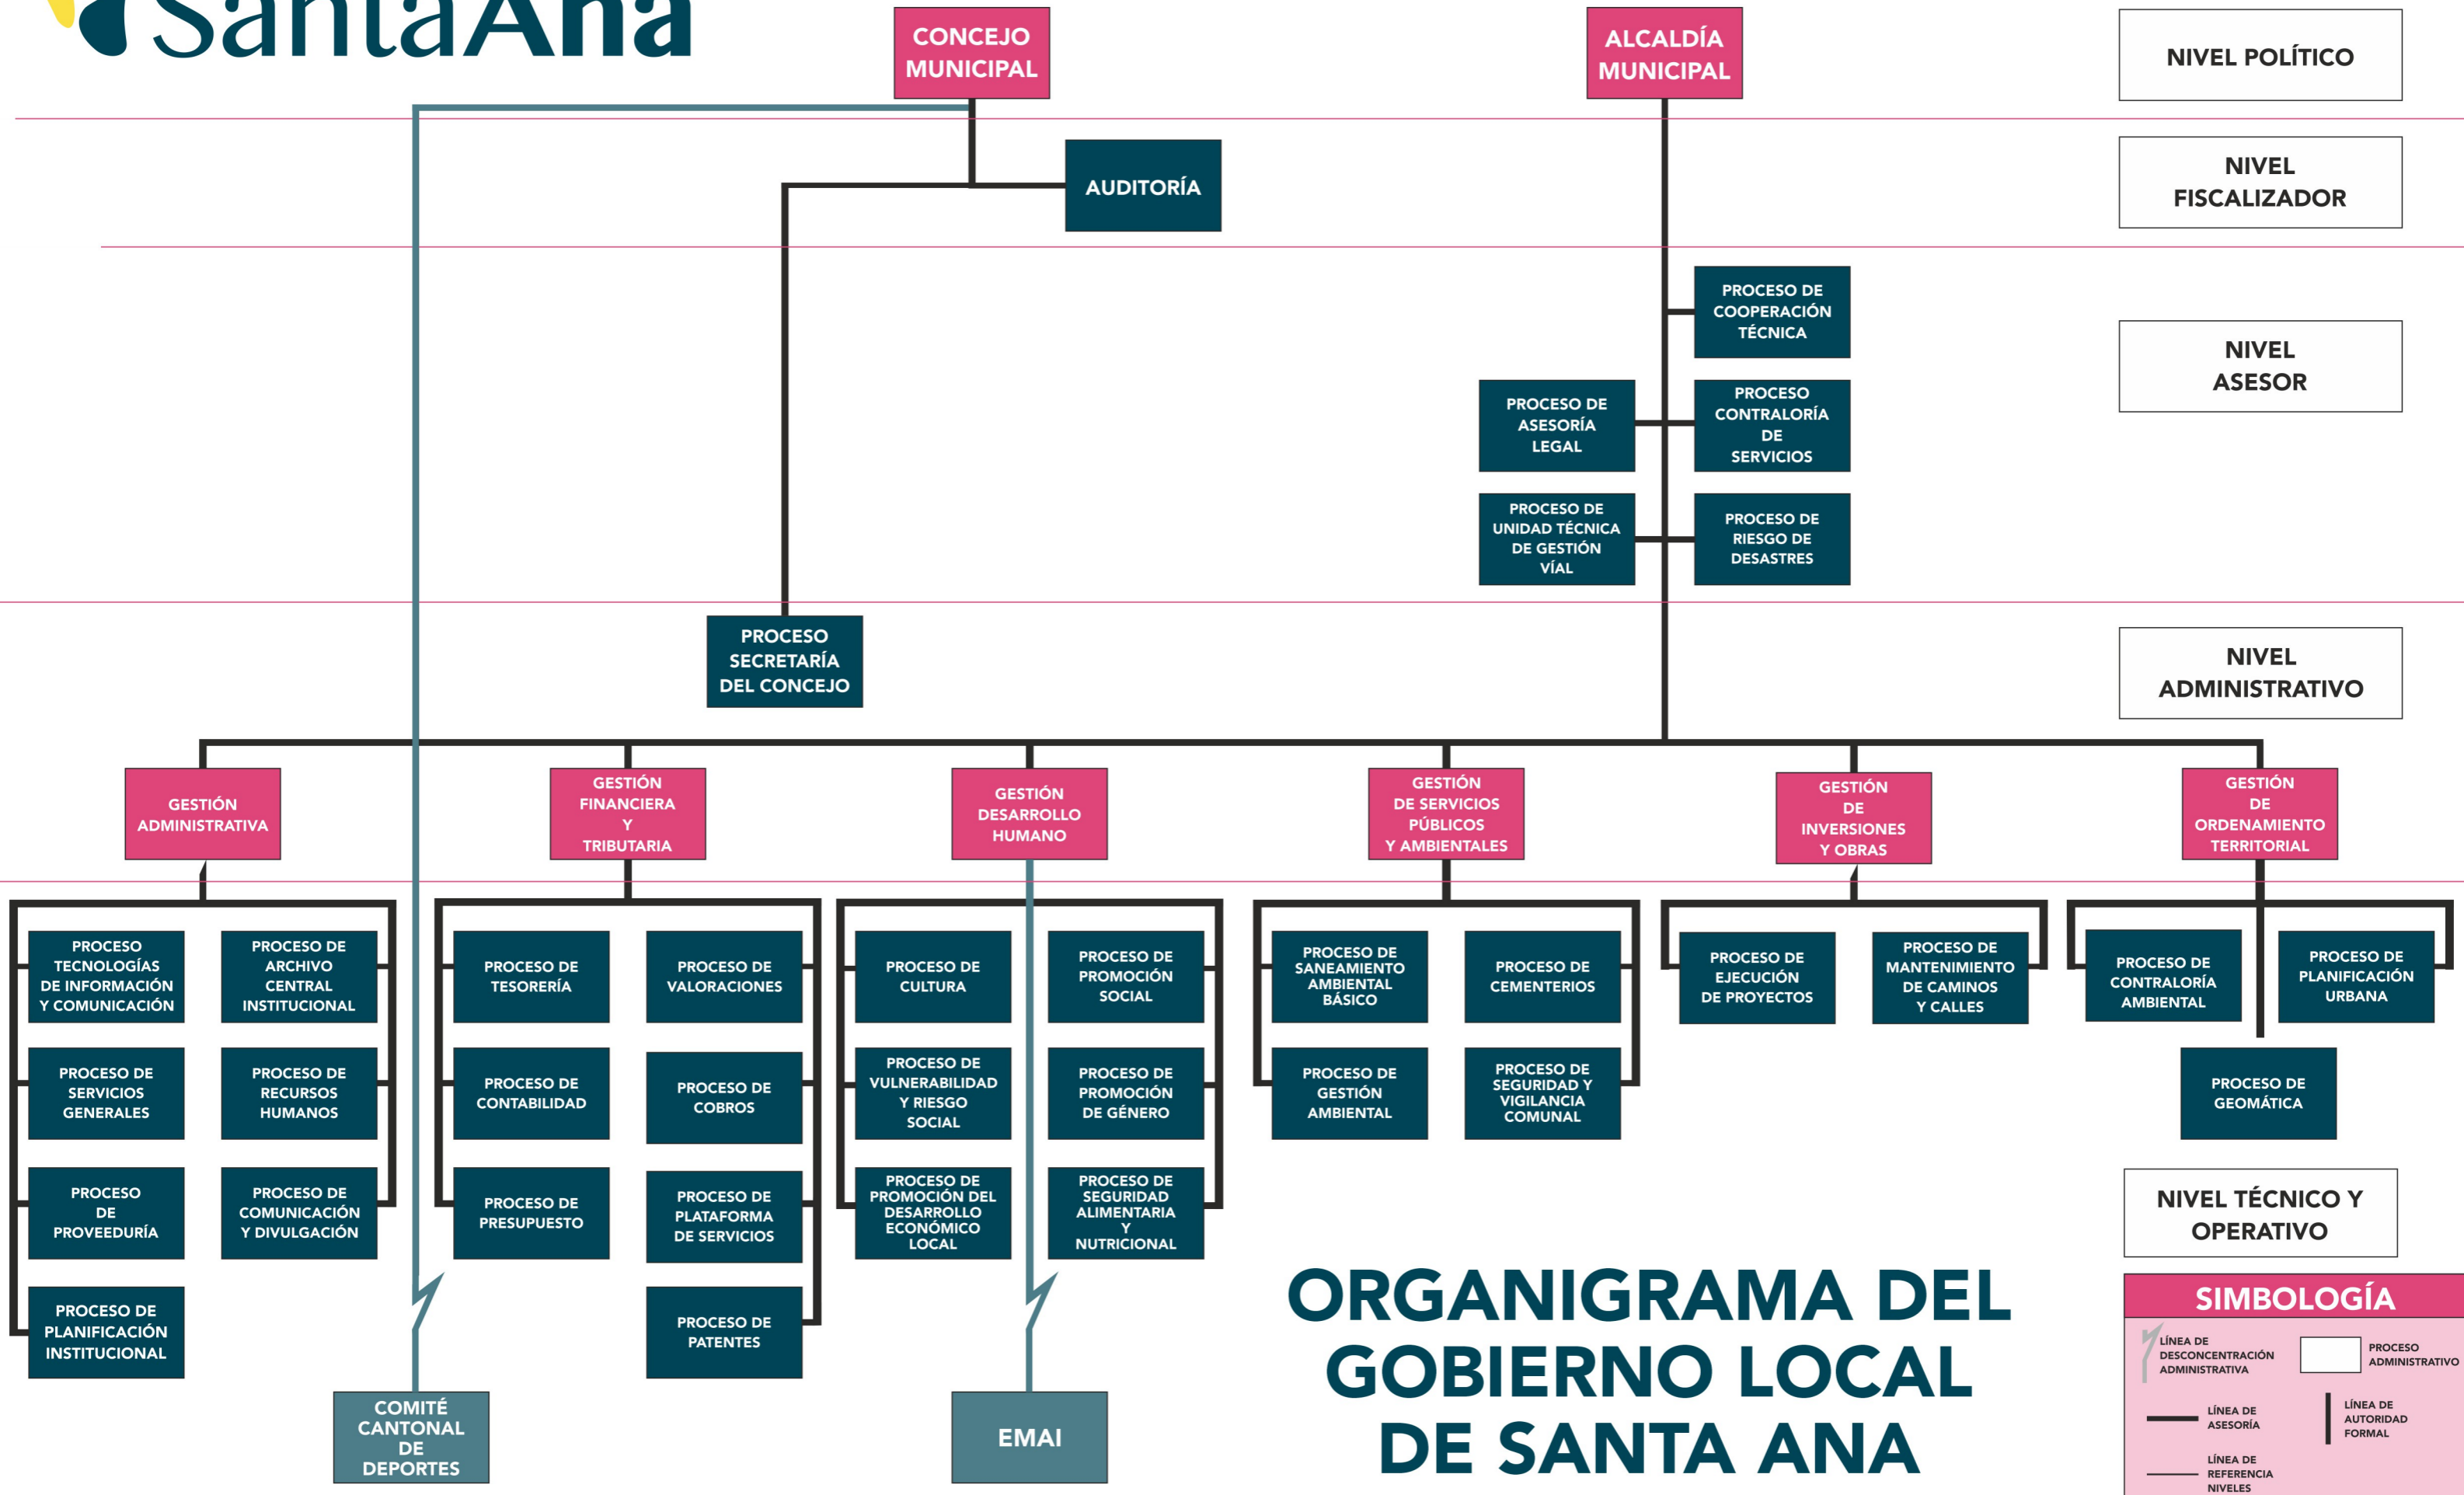 SantaAna
CONCEJO
MUNICIPAL
ALCALDÍA
MUNICIPAL
NIVEL POLÍTICO
AUDITORÍA
NIVEL
FISCALIZADOR
PROCESO DE
COOPERACIÓN
TÉCNICA
PROCESO DE
ASESORÍA
LEGAL
PROCESO
CONTRALORÍA
DE
SERVICIOS
NIVEL
ASESOR
PROCESO DE
UNIDAD TÉCNICA
DE GESTIÓN
VÍAL
PROCESO DE
RIESGO DE
DESASTRES
PROCESO
SECRETARÍA
DEL CONCEJO
NIVEL
ADMINISTRATIVO
GESTIÓN
ADMINISTRATIVA
GESTIÓN
FINANCIERA
Y
TRIBUTARIA
GESTIÓN
DESARROLLO
HUMANO
GESTIÓN
DE SERVICIOS
PÚBLICOS
Y AMBIENTALES
GESTIÓN
DE
INVERSIONES
Y OBRAS
GESTIÓN
DE
ORDENAMIENTO
TERRITORIAL
PROCESO
TECNOLOGÍAS
DE INFORMACIÓN
Y COMUNICACIÓN
PROCESO DE
ARCHIVO
CENTRAL
INSTITUCIONAL
PROCESO DE
SERVICIOS
GENERALES
PROCESO DE
RECURSOS
HUMANOS
PROCESO
DE
PROVEEDURÍA
PROCESO DE
COMUNICACIÓN
Y DIVULGACIÓN
PROCESO DE
PLANIFICACIÓN
INSTITUCIONAL
PROCESO DE
TESORERÍA
PROCESO DE
VALORACIONES
PROCESO DE
CONTABILIDAD
PROCESO DE
COBROS
PROCESO DE
PRESUPUESTO
PROCESO DE
PLATAFORMA
DE SERVICIOS
PROCESO DE
PATENTES
PROCESO DE
CULTURA
PROCESO DE
PROMOCIÓN
SOCIAL
PROCESO DE
VULNERABILIDAD
Y RIESGO
SOCIAL
PROCESO DE
PROMOCIÓN
DE GÉNERO
PROCESO DE
PROMOCIÓN DEL
DESARROLLO
ECONÓMICO
LOCAL
PROCESO DE
SEGURIDAD
ALIMENTARIA
Y
NUTRICIONAL
PROCESO DE
SANEAMIENTO
AMBIENTAL
BÁSICO
PROCESO DE
CEMENTERIOS
PROCESO DE
GESTIÓN
AMBIENTAL
PROCESO DE
SEGURIDAD Y
VIGILANCIA
COMUNAL
PROCESO DE
EJECUCIÓN
DE PROYECTOS
PROCESO DE
MANTENIMIENTO
DE CAMINOS
Y CALLES
PROCESO DE
CONTRALORÍA
AMBIENTAL
PROCESO DE
PLANIFICACIÓN
URBANA
PROCESO DE
GEOMÁTICA
NIVEL TÉCNICO Y
OPERATIVO
COMITÉ
CANTONAL
DE
DEPORTES
EMAI
ORGANIGRAMA DEL
GOBIERNO LOCAL
DE SANTA ANA
SIMBOLOGÍA
LÍNEA DE
DESCONCENTRACIÓN
ADMINISTRATIVA
PROCESO
ADMINISTRATIVO
LÍNEA DE
ASESORÍA
LÍNEA DE
AUTORIDAD
FORMAL
LÍNEA DE
REFERENCIA
NIVELES